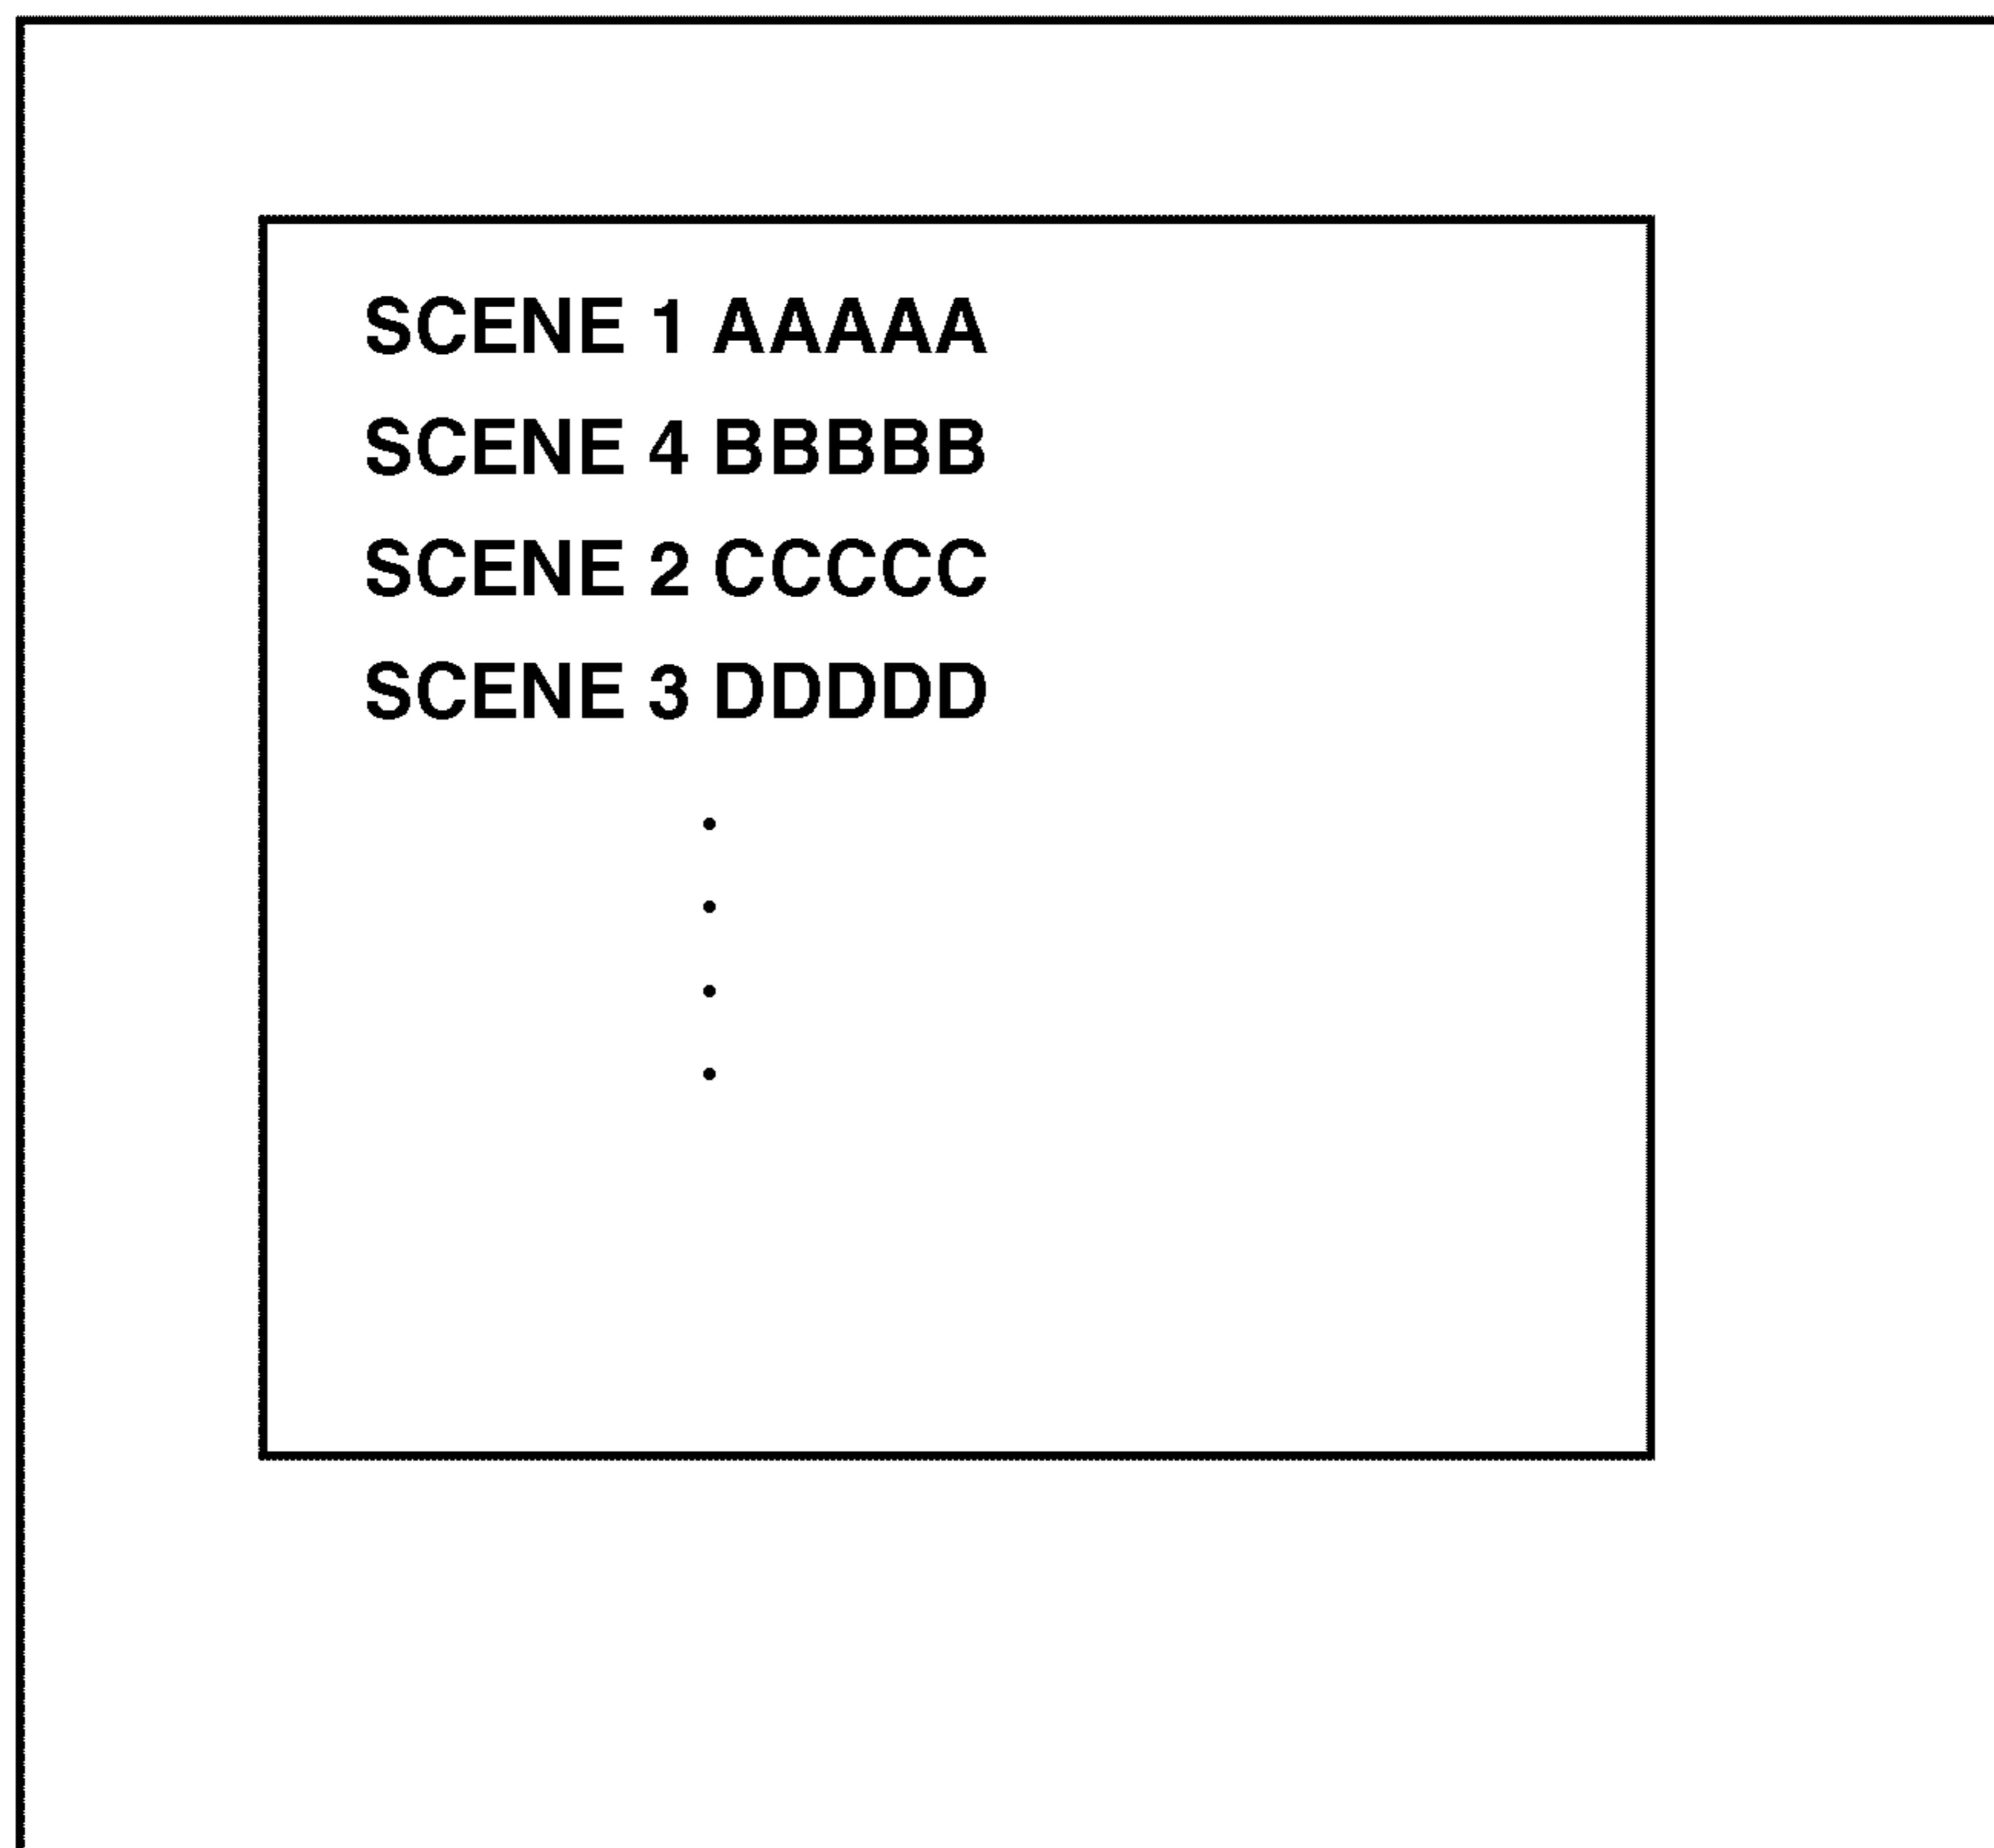 SCENE 1 AAAAA
SCENE 4 BBBBB
SCENE 2 CCCCC
SCENE 3 DDDDD
.
.
.
.